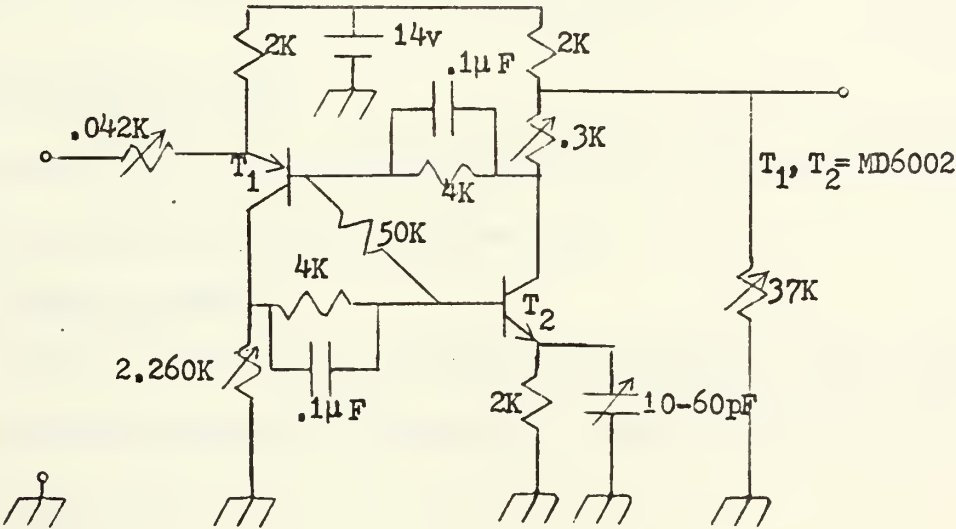 2K
14v
2K
.1µF
.042K
.3K
T1
4K
T1, T2 = MD6002
50K
4K
T2
37K
2.260K
.1µF
2K
10-60pF